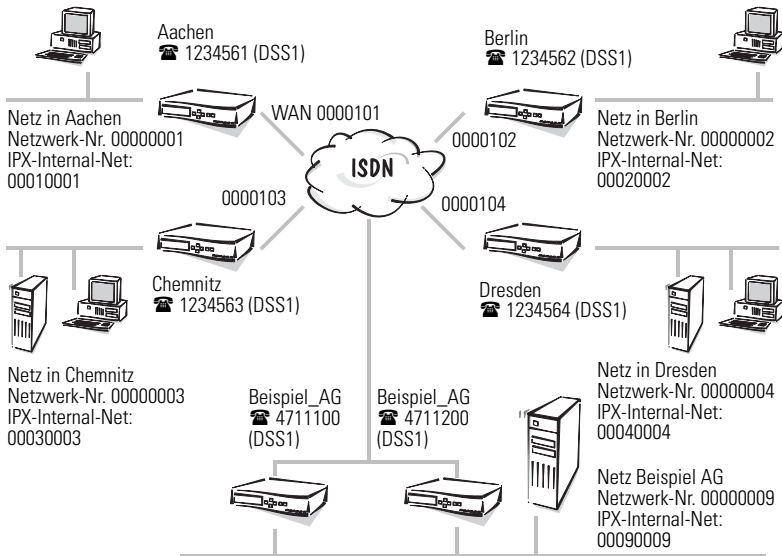 Aachen
☎ 1234561 (DSS1)
Berlin
☎ 1234562 (DSS1)
Netz in Aachen
Netzwerk-Nr. 00000001
IPX-Internal-Net:
00010001
WAN 0000101
0000102
ISDN
Netz in Berlin
Netzwerk-Nr. 00000002
IPX-Internal-Net:
00020002
0000103
0000104
Chemnitz
☎ 1234563 (DSS1)
Dresden
☎ 1234564 (DSS1)
Netz in Chemnitz
Netzwerk-Nr. 00000003
IPX-Internal-Net:
00030003
Beispiel_AG
☎ 4711100
(DSS1)
Beispiel_AG
☎ 4711200
(DSS1)
Netz in Dresden
Netzwerk-Nr. 00000004
IPX-Internal-Net:
00040004
Netz Beispiel AG
Netzwerk-Nr. 00000009
IPX-Internal-Net:
00090009